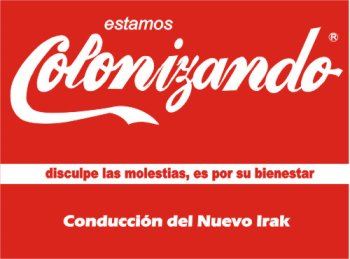 estamos
Colonizando®
disculpe las molestias, es por su bienestar
Conducción del Nuevo Irak